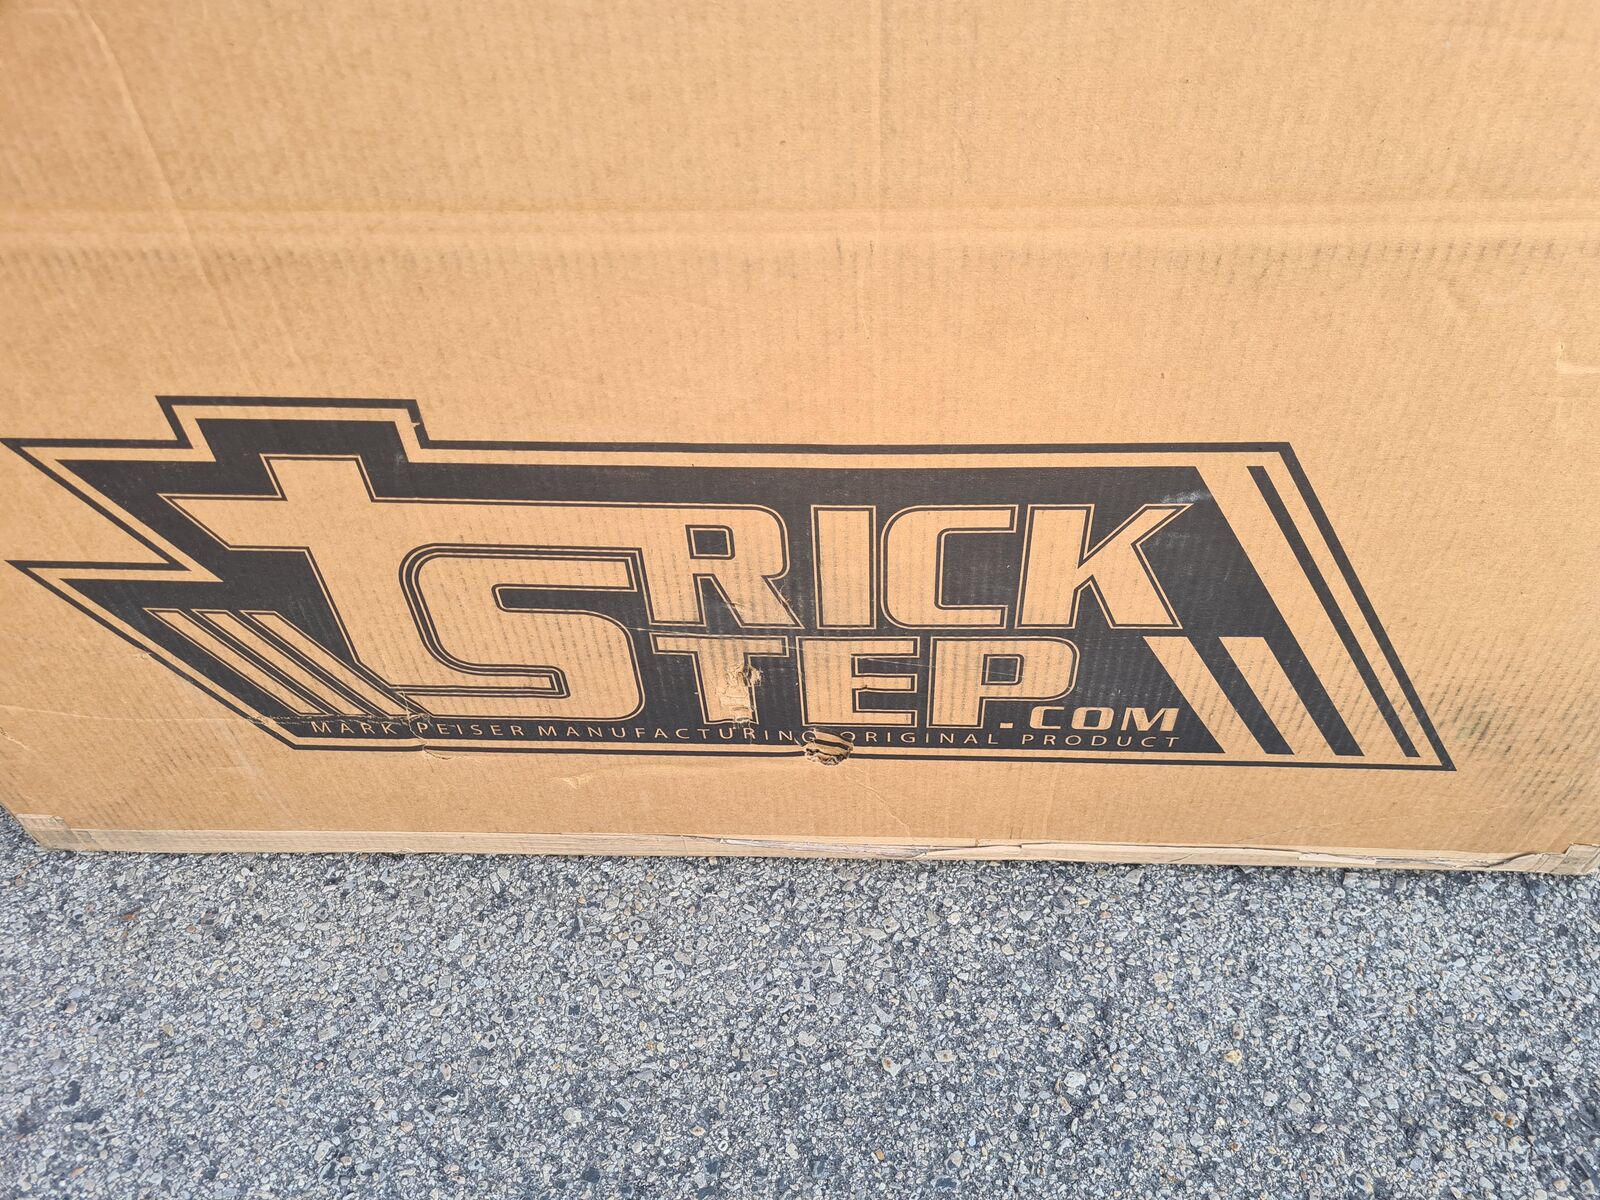 TRICK
STEP.COM
MARK PEISER MANUFACTURING ORIGINAL PRODUCT